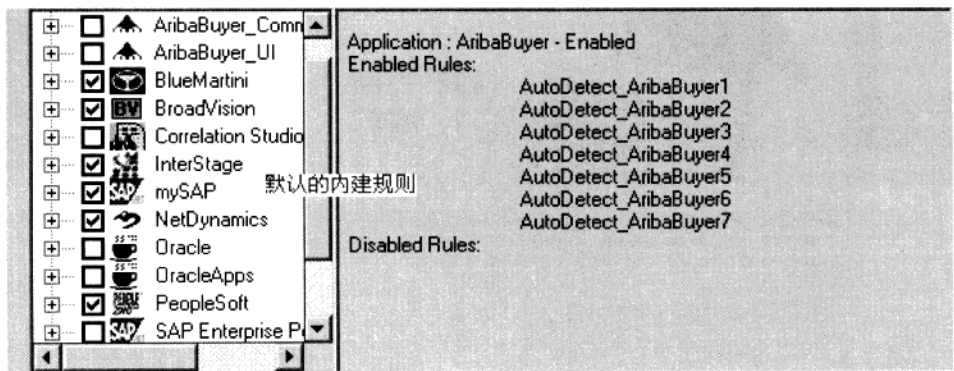 AribaBuyer_Comm
AribaBuyer_UI
BlueMartini
BroadVision
Correlation Studio
InterStage
mySAP
NetDynamics
Oracle
OracleApps
PeopleSoft
SAP Enterprise P
默认的内建规则
Application : AribaBuyer - Enabled
Enabled Rules:
AutoDetect_AribaBuyer1
AutoDetect_AribaBuyer2
AutoDetect_AribaBuyer3
AutoDetect_AribaBuyer4
AutoDetect_AribaBuyer5
AutoDetect_AribaBuyer6
AutoDetect_AribaBuyer7
Disabled Rules: